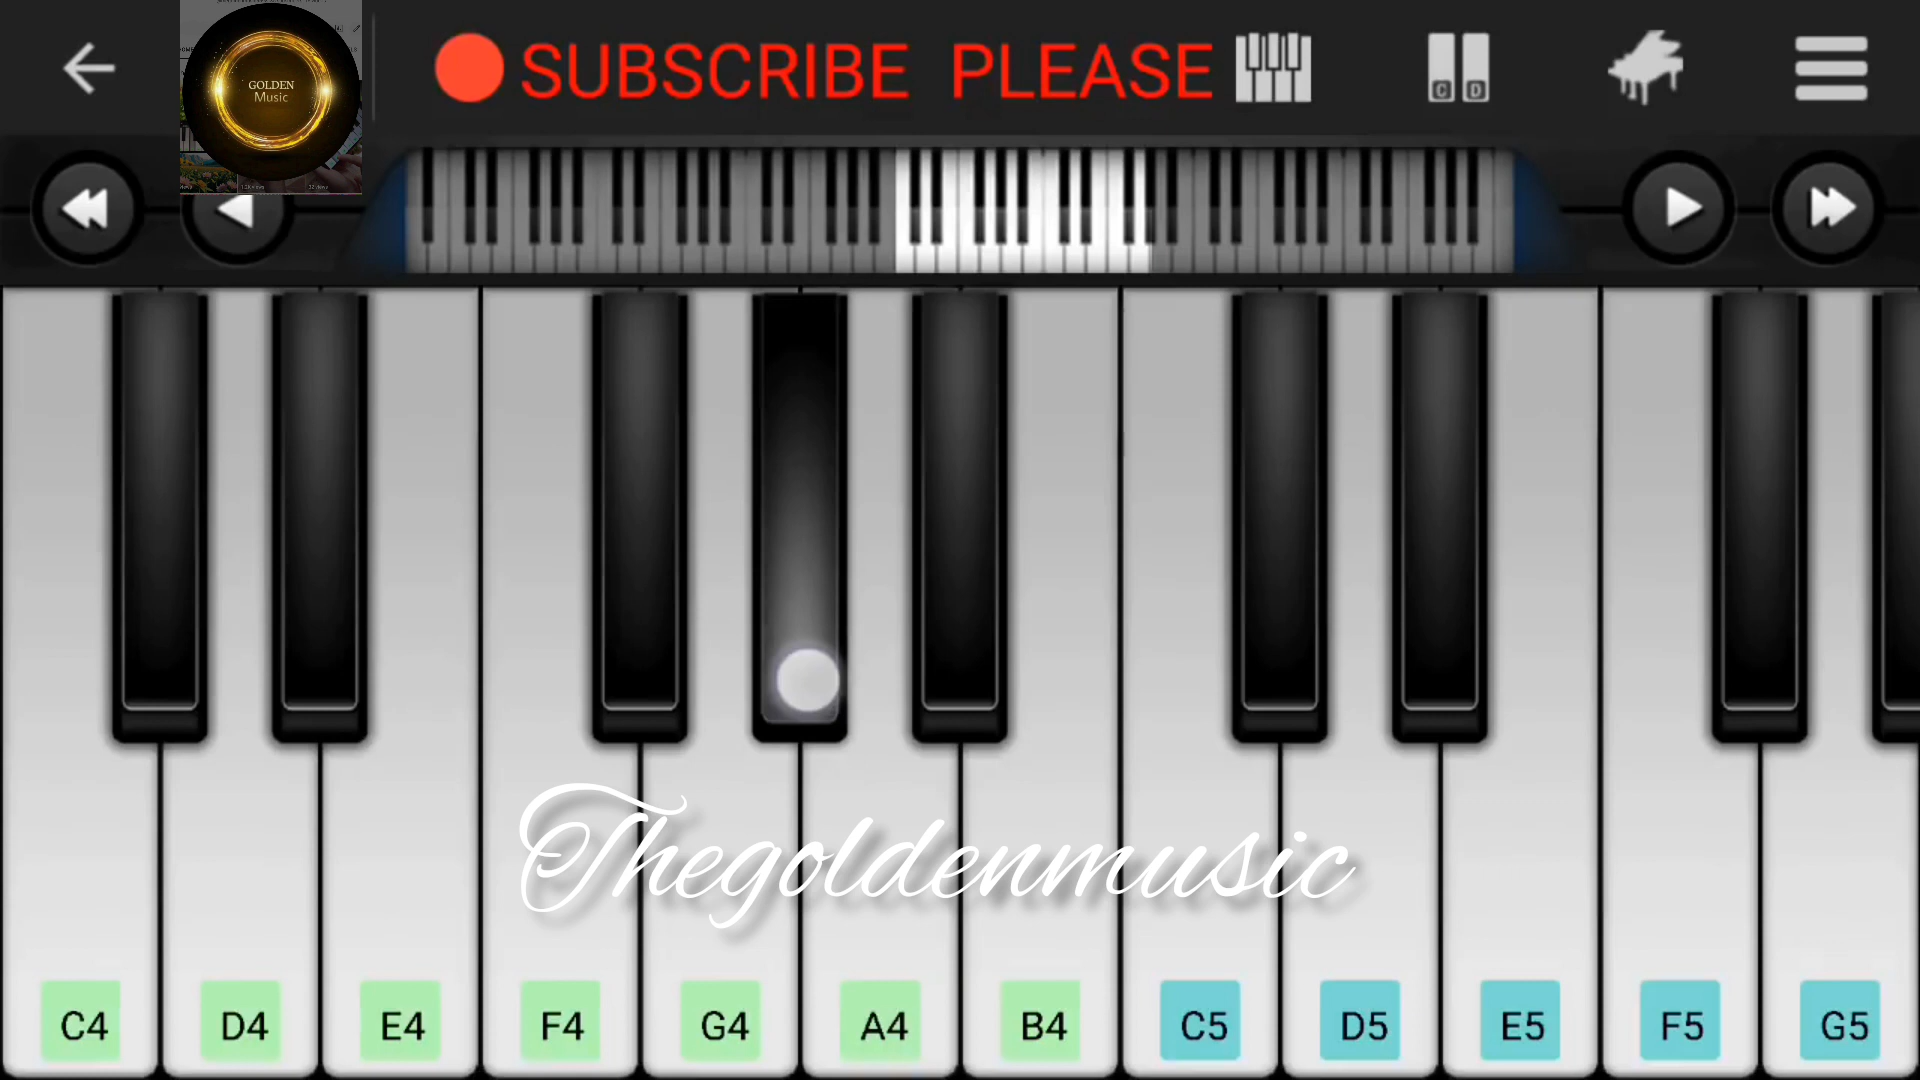 GOLDEN
Music
SUBSCRIBE PLEASE
C D
Thegoldenmusic
C4 D4 E4 F4 G4 A4 B4 C5 D5 E5 F5 G5